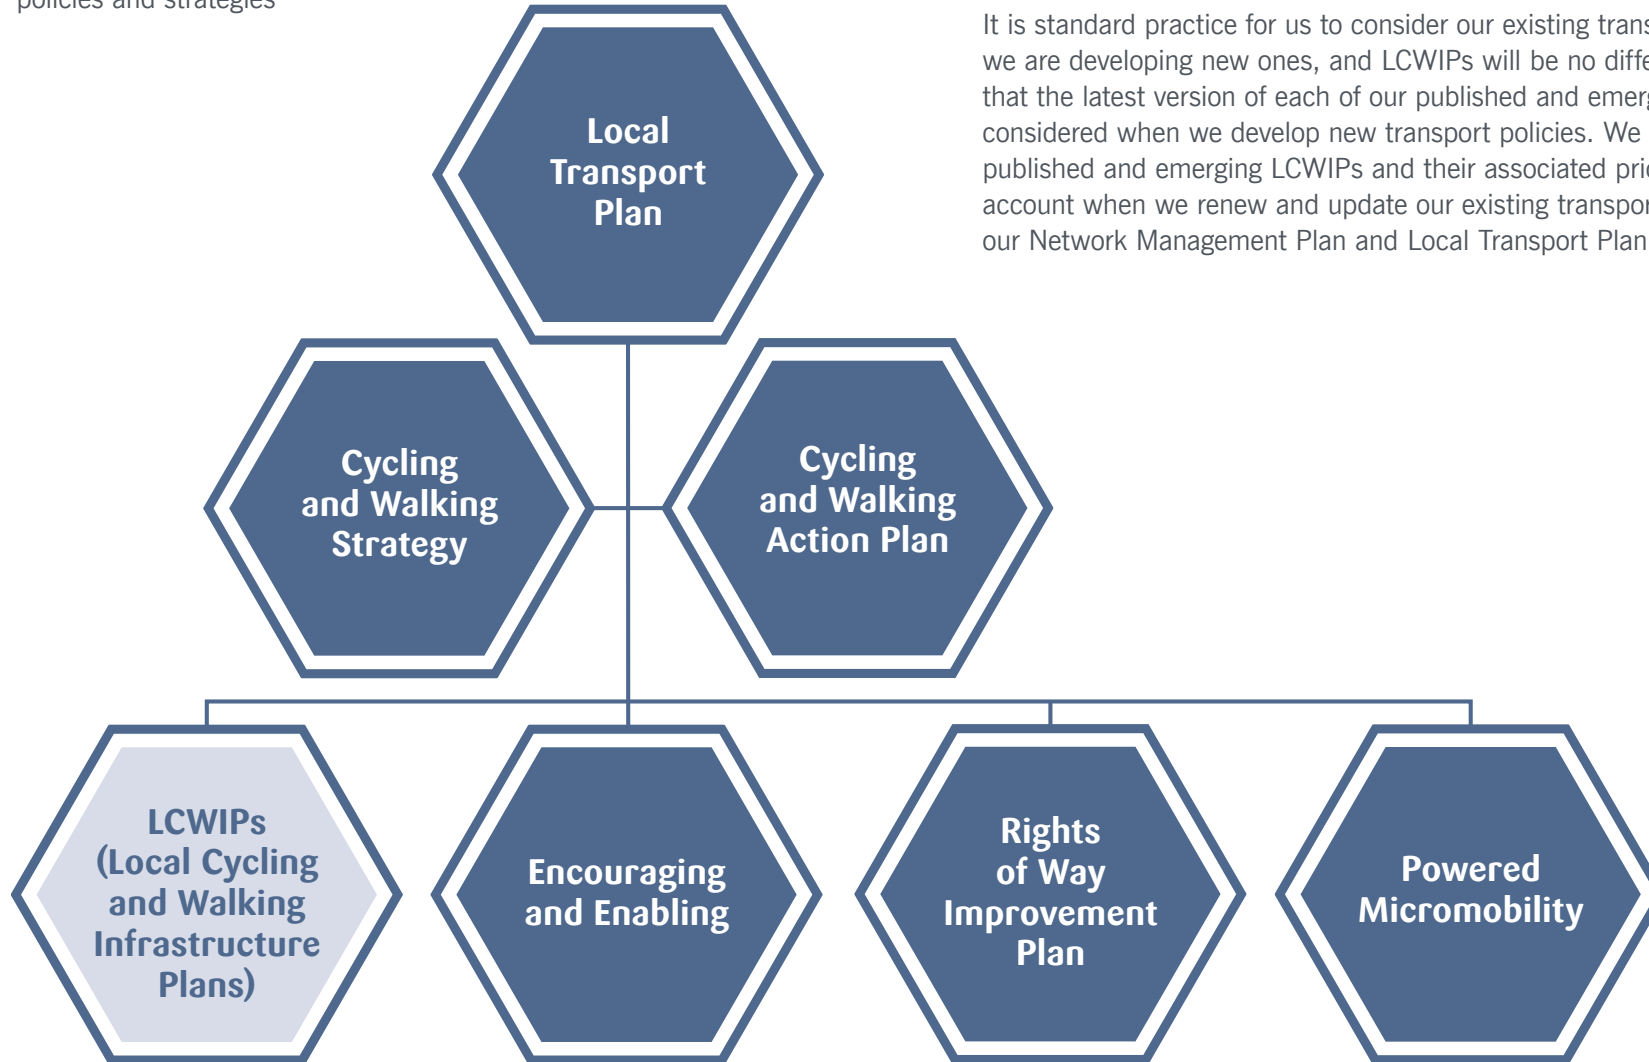 policies and strategies
It is standard practice for us to consider our existing trans
we are developing new ones, and LCWIPs will be no diffe
that the latest version of each of our published and emerg
considered when we develop new transport policies. We
published and emerging LCWIPs and their associated prio
account when we renew and update our existing transpor
our Network Management Plan and Local Transport Plan
Local
Transport
Plan
Cycling
and Walking
Strategy
Cycling
and Walking
Action Plan
LCWIPs
(Local Cycling
and Walking
Infrastructure
Plans)
Encouraging
and Enabling
Rights
of Way
Improvement
Plan
Powered
Micromobility